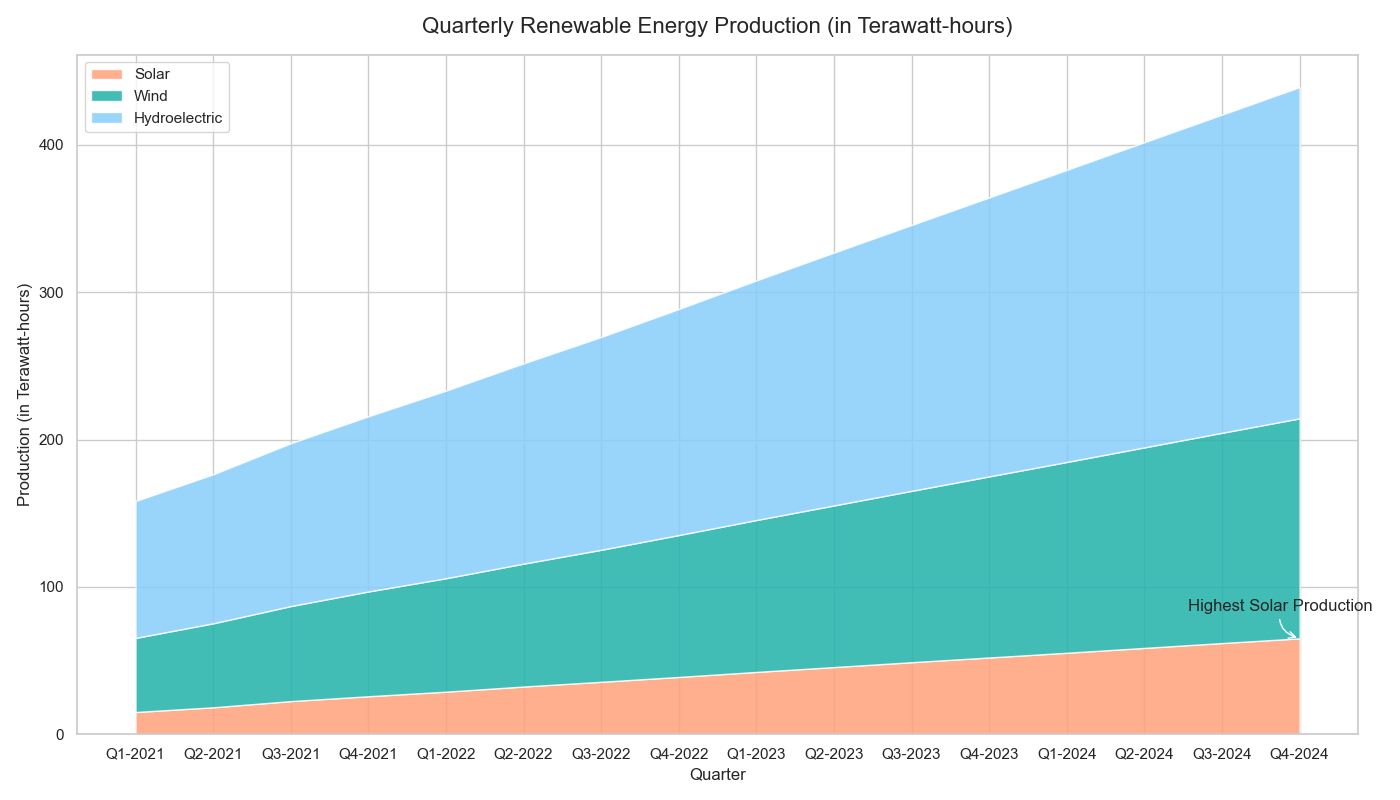 Quarterly Renewable Energy Production (in Terawatt-hours)
Solar
Wind
Hydroelectric
Production (in Terawatt-hours)
400
300
200
100
0
Highest Solar Production
Q1-2021 Q2-2021 Q3-2021 Q4-2021 Q1-2022 Q2-2022 Q3-2022 Q4-2022 Q1-2023 Q2-2023 Q3-2023 Q4-2023 Q1-2024 Q2-2024 Q3-2024 Q4-2024
Quarter